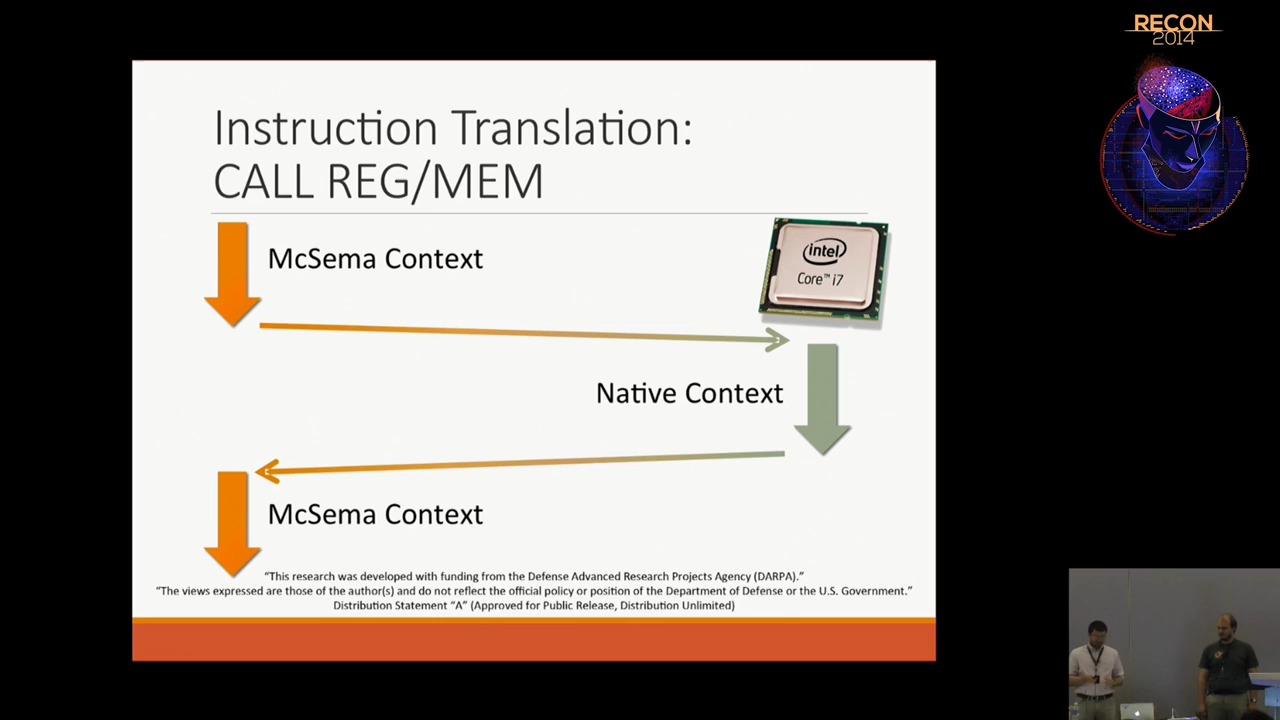 RECON
2014
Instruction Translation:
CALL REG/MEM
McSema Context
intel
Core™ i7
Native Context
McSema Context
“This research was developed with funding from the Defense Advanced Research Projects Agency (DARPA).”
“The views expressed are those of the author(s) and do not reflect the official policy or position of the Department of Defense or the U.S. Government.”
Distribution Statement “A” (Approved for Public Release, Distribution Unlimited)